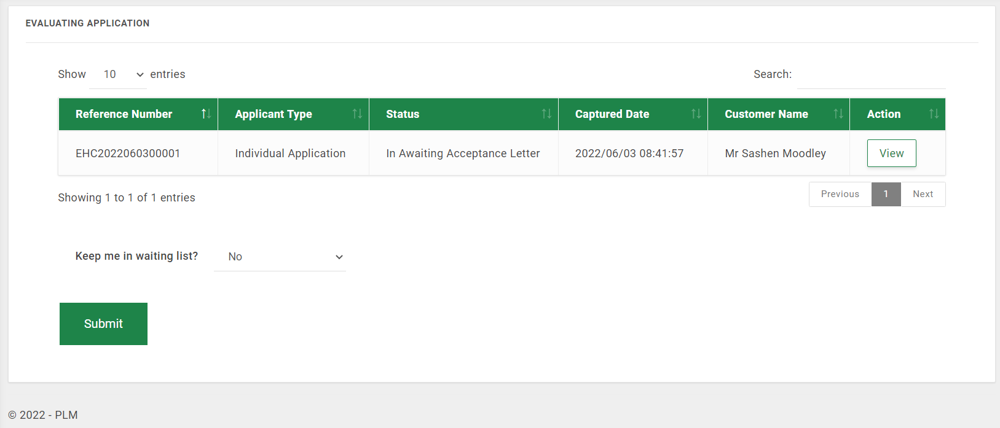 EVALUATING APPLICATION
Show 10 entries Search:
Reference Number Applicant Type Status Captured Date Customer Name Action
EHC2022060300001 Individual Application In Awaiting Acceptance Letter 2022/06/03 08:41:57 Mr Sashen Moodley View
Showing 1 to 1 of 1 entries Previous 1 Next
Keep me in waiting list? No
Submit
© 2022 - PLM